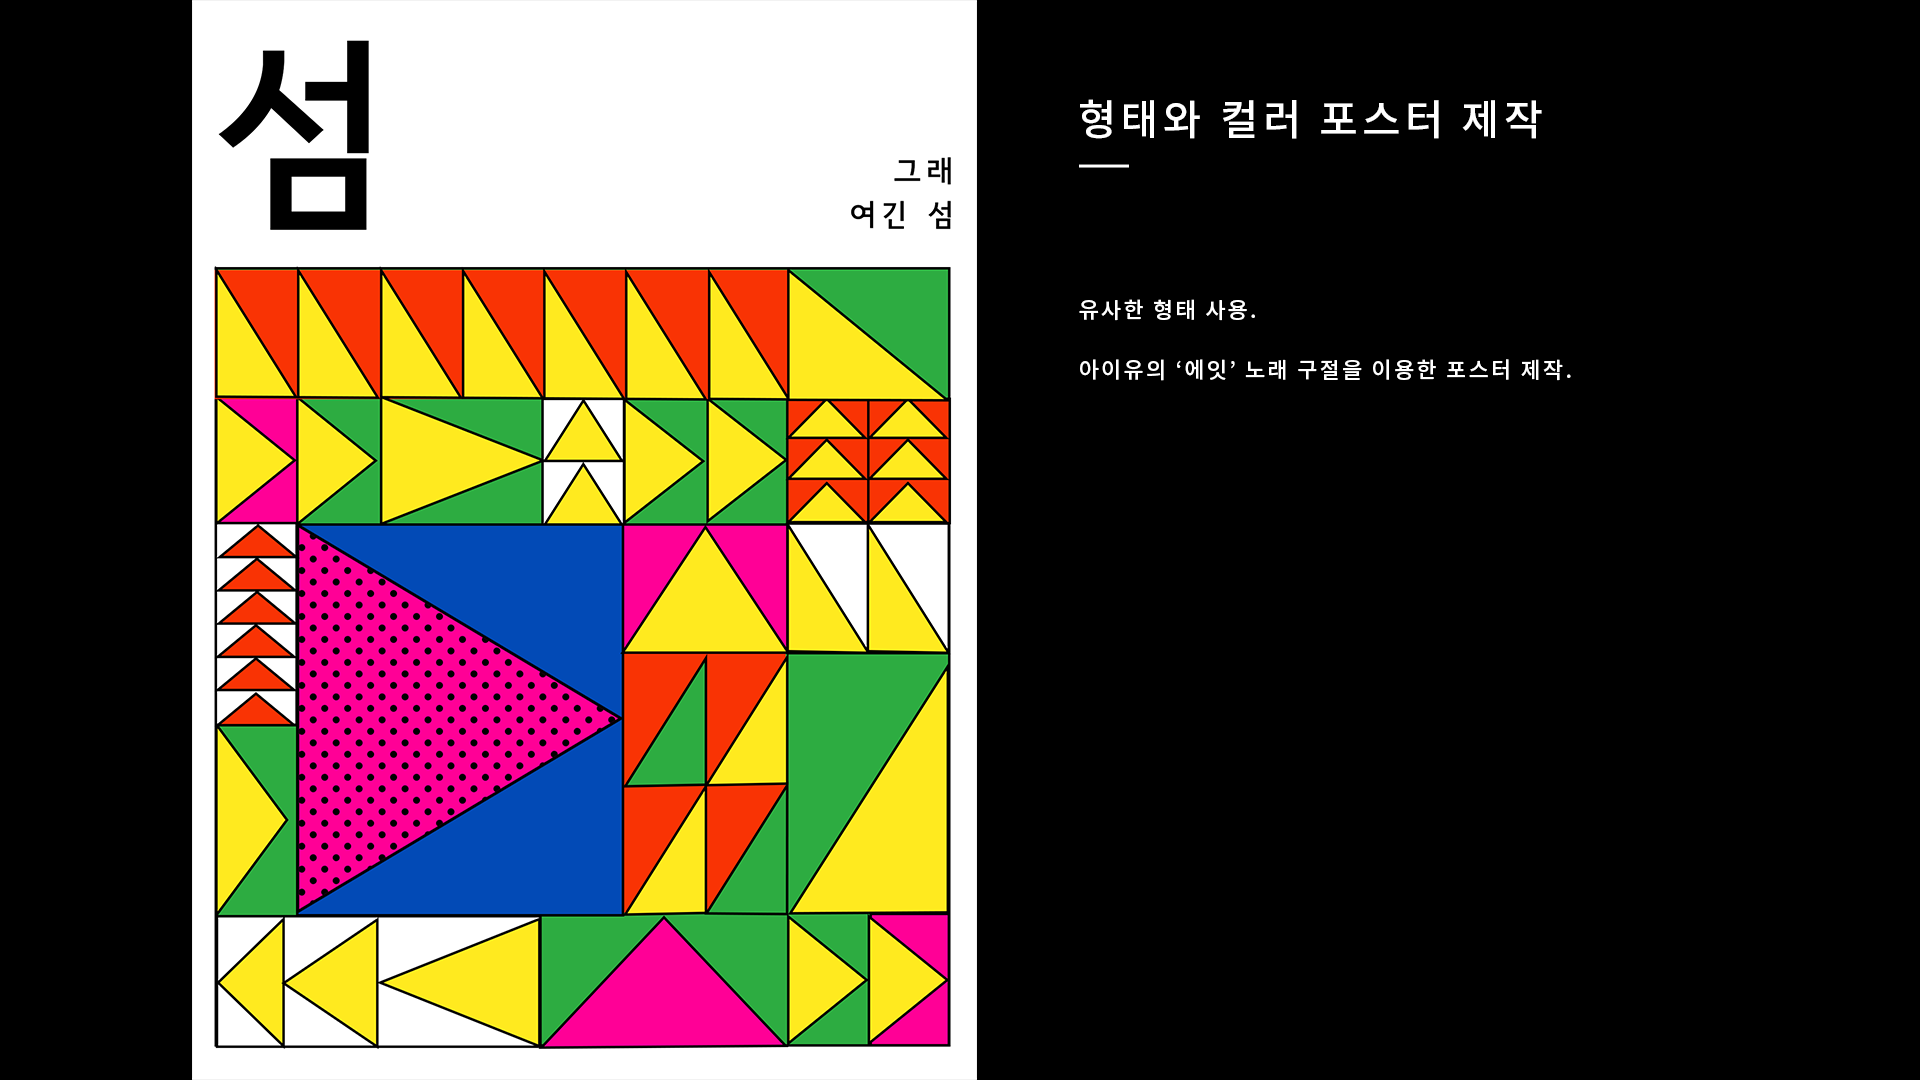 섬
그래
여긴 섬
형태와 컬러 포스터 제작
유사한 형태 사용.
아이유의 ‘에잇’ 노래 구절을 이용한 포스터 제작.